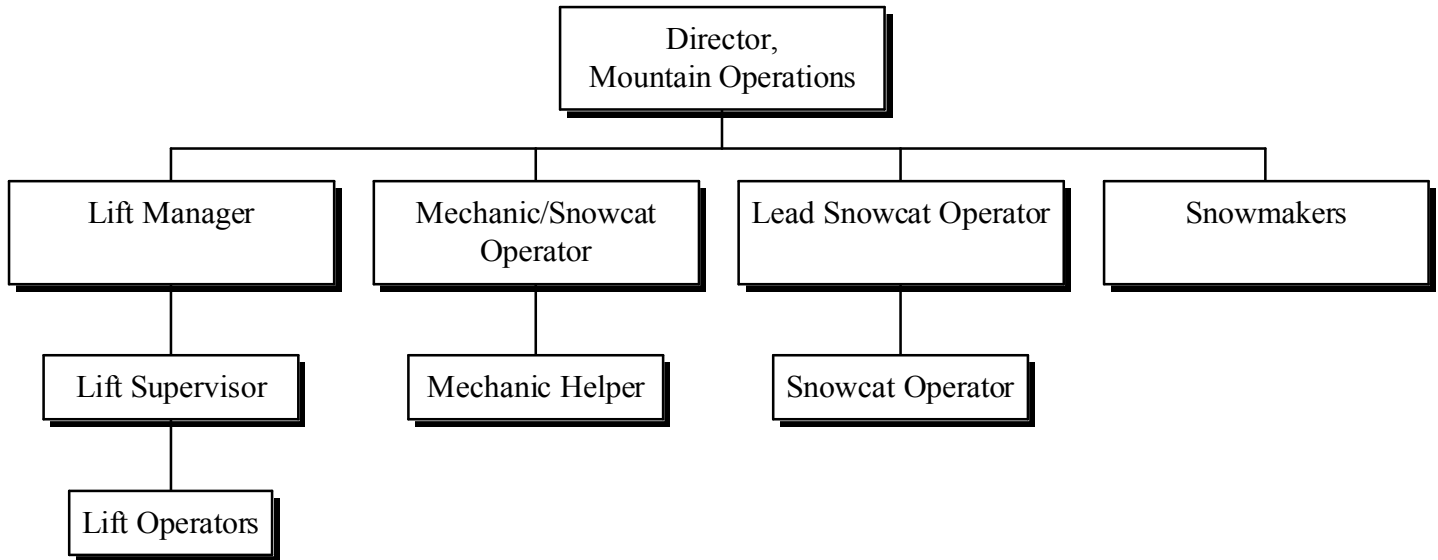 Director,
Mountain Operations
Lift Manager
Mechanic/Snowcat
Operator
Lead Snowcat Operator
Snowmakers
Lift Supervisor
Mechanic Helper
Snowcat Operator
Lift Operators